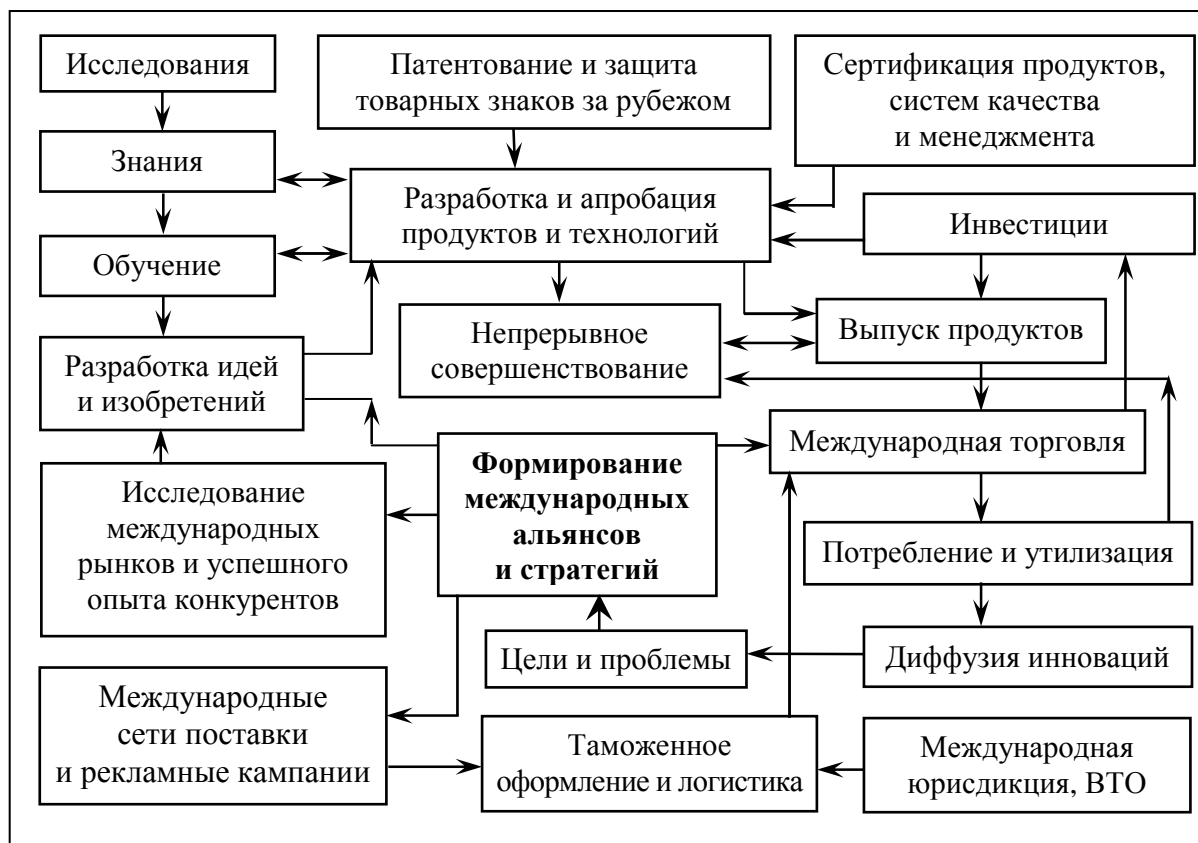 Исследования
Патентование и защита
товарных знаков за рубежом
Сертификация продуктов,
систем качества
и менеджмента
Знания
Разработка и апробация
продуктов и технологий
Инвестиции
Обучение
Непрерывное
совершенствование
Выпуск продуктов
Разработка идей
и изобретений
Международная торговля
Формирование
международных
альянсов
и стратегий
Исследование
международных
рынков и успешного
опыта конкурентов
Потребление и утилизация
Цели и проблемы
Диффузия инноваций
Международные
сети поставки
и рекламные кампании
Таможенное
оформление и логистика
Международная
юрисдикция, ВТО